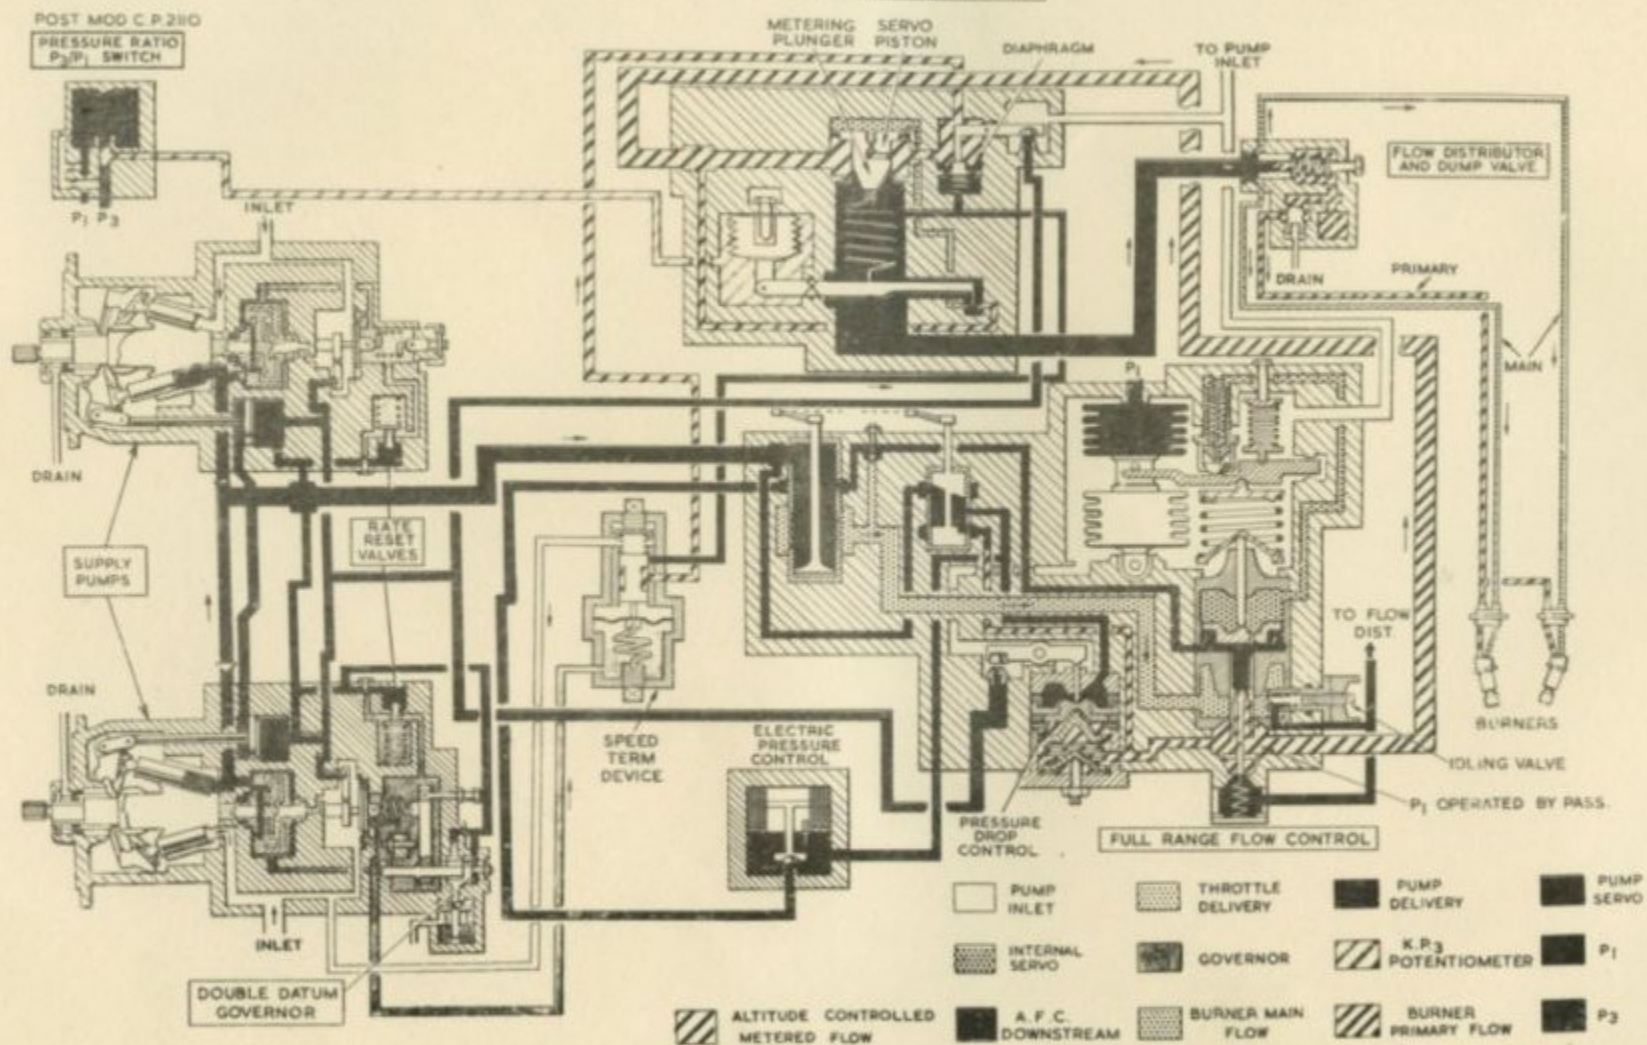 POST MOD C.P.2110
PRESSURE RATIO
P3/P1 SWITCH
P1 P3
INLET
METERING
PLUNGER
SERVO
PISTON
DIAPHRAGM
TO PUMP
INLET
FLOW DISTRIBUTOR
AND DUMP VALVE
DRAIN
PRIMARY
MAIN
P1
DRAIN
SUPPLY
PUMPS
RATE
RESET
VALVES
TO FLOW
DIST.
DRAIN
BURNERS
SPEED
TERM
DEVICE
ELECTRIC
PRESSURE
CONTROL
IDLING VALVE
P1 OPERATED BY PASS.
PRESSURE
DROP
CONTROL
FULL RANGE FLOW CONTROL
INLET
DOUBLE DATUM
GOVERNOR
PUMP
INLET
THROTTLE
DELIVERY
PUMP
DELIVERY
PUMP
SERVO
INTERNAL
SERVO
GOVERNOR
K.P.3
POTENTIOMETER
P1
ALTITUDE CONTROLLED
METERED FLOW
A.F.C.
DOWNSTREAM
BURNER MAIN
FLOW
BURNER
PRIMARY FLOW
P3